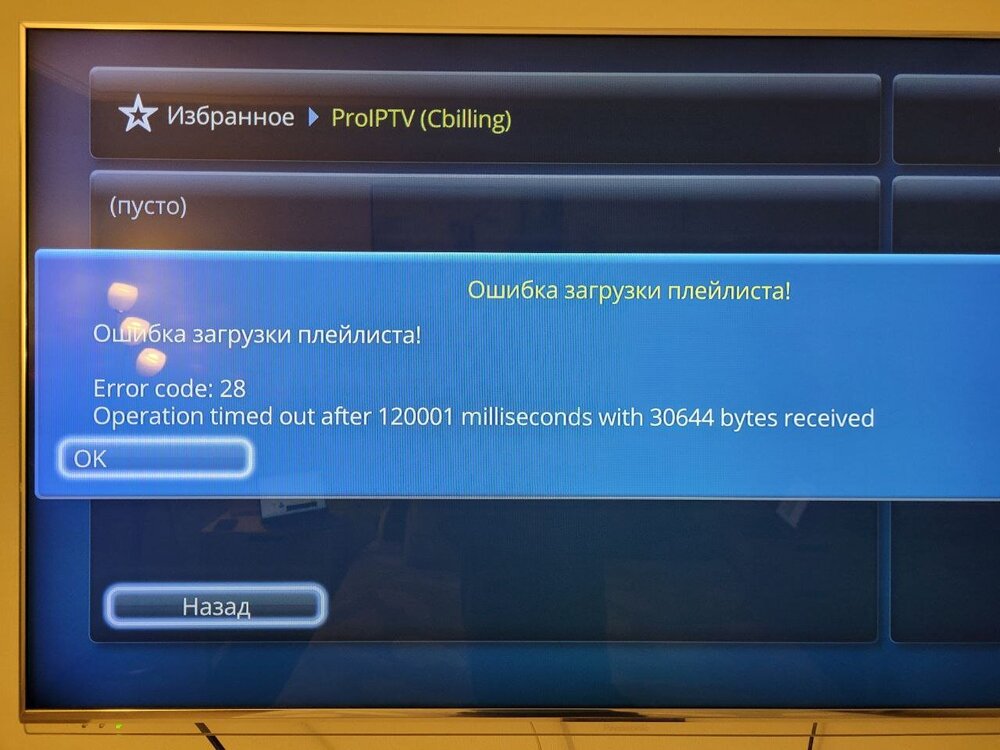 Избранное ProIPTV (Cbilling)
(пусто)
Ошибка загрузки плейлиста!
Ошибка загрузки плейлиста!
Error code: 28
Operation timed out after 120001 milliseconds with 30644 bytes received
OK
Назад